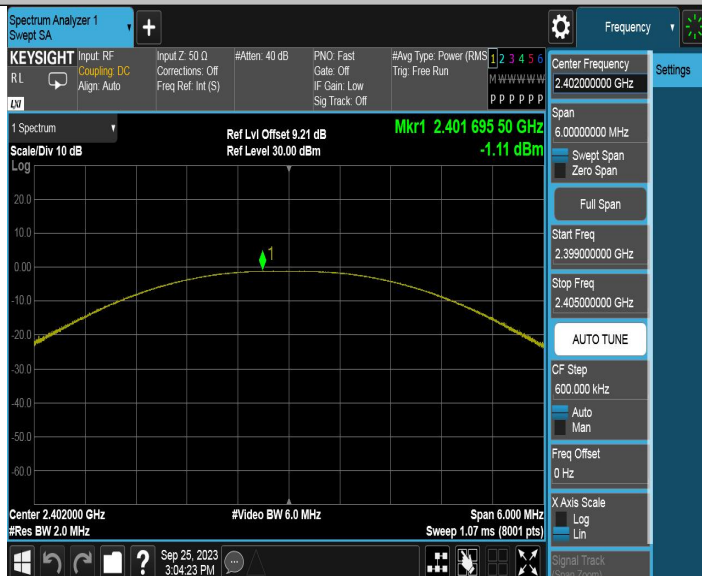 Spectrum Analyzer 1
Swept SA
+
Frequency
KEYSIGHT
RL
LXI
Input: RF
Coupling: DC
Align: Auto
Input Z: 50 Ω
Corrections: Off
Freq Ref: Int (S)
#Atten: 40 dB
PNO: Fast
Gate: Off
IF Gain: Low
Sig Track: Off
#Avg Type: Power (RMS
Trig: Free Run
1 2 3 4 5 6
M W W W W W
P P P P P P
1 Spectrum
Scale/Div 10 dB
Log
Ref Lvl Offset 9.21 dB
Ref Level 30.00 dBm
Mkr1 2.401 695 50 GHz
-1.11 dBm
20.0
10.0
0.00
-10.0
-20.0
-30.0
-40.0
-50.0
-60.0
1
Center 2.402000 GHz
#Res BW 2.0 MHz
#Video BW 6.0 MHz
Span 6.000 MHz
Sweep 1.07 ms (8001 pts)
Center Frequency
2.402000000 GHz
Span
6.00000000 MHz
Swept Span
Zero Span
Full Span
Start Freq
2.399000000 GHz
Stop Freq
2.405000000 GHz
AUTO TUNE
CF Step
600.000 kHz
Auto
Man
Freq Offset
0 Hz
X Axis Scale
Log
Lin
Signal Track
(Span Zoom)
Settings
?
Sep 25, 2023
3:04:23 PM